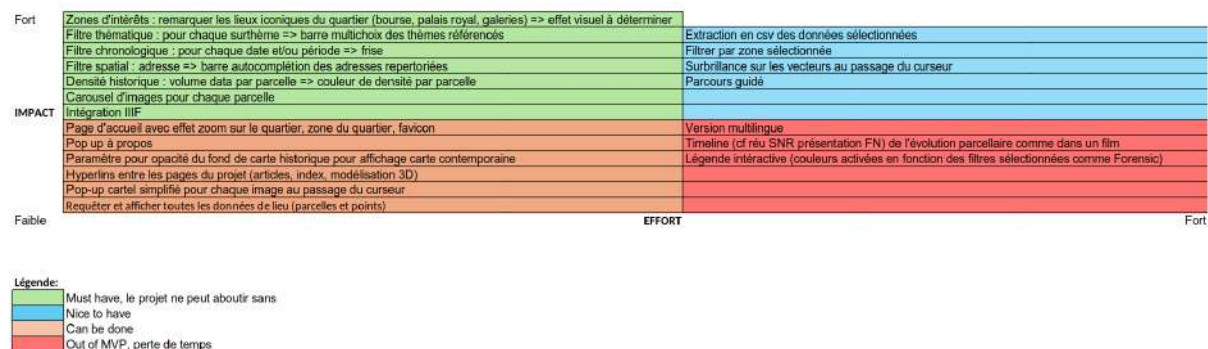 Fort
Zones d'intérêts : remarquer les lieux iconiques du quartier (bourse, palais royal, galeries) => effet visuel à déterminer
Filtre thématique : pour chaque surthème => barre multichoix des thèmes référencés
Extraction en csv des données sélectionnées
Filtre chronologique : pour chaque date et/ou période => frise
Filtrer par zone sélectionnée
Filtre spatial : adresse => barre autocomplétion des adresses repertoriées
Surbrillance sur les vecteurs au passage du curseur
Densité historique : volume data par parcelle => couleur de densité par parcelle
Parcours guidé
Carousel d'images pour chaque parcelle
IMPACT
Intégration IIIF
Page d'accueil avec effet zoom sur le quartier, zone du quartier, favicon
Version multilingue
Pop up à propos
Timeline (cf réu SNR présentation FN) de l'évolution parcellaire comme dans un film
Paramètre pour opacité du fond de carte historique pour affichage carte contemporaine
Légende intéractive (couleurs activées en fonction des filtres sélectionnées comme Forensic)
Hyperlins entre les pages du projet (articles, index, modélisation 3D)
Pop-up cartel simplifié pour chaque image au passage du curseur
Requêter et afficher toutes les données de lieu (parcelles et points)
Faible
EFFORT
Fort
Légende:
Must have, le projet ne peut aboutir sans
Nice to have
Can be done
Out of MVP, perte de temps